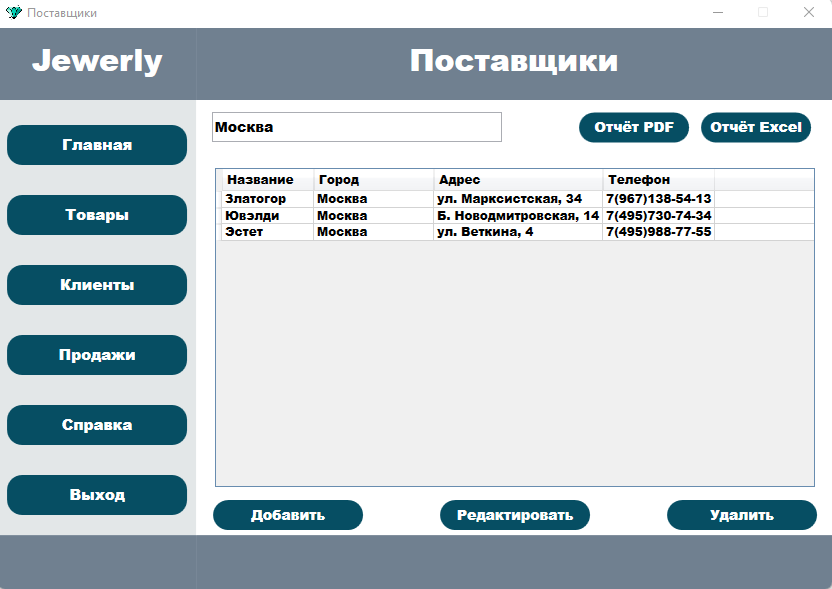 Поставщики
Jewerly
Поставщики
Москва
Отчёт PDF
Отчёт Excel
Главная
Товары
Клиенты
Продажи
Справка
Выход
Название Город Адрес Телефон
Златогор Москва ул. Марксистская, 34 7(967)138-54-13
Ювэлди Москва Б. Новодмитровская, 14 7(495)730-74-34
Эстет Москва ул. Веткина, 4 7(495)988-77-55
Добавить
Редактировать
Удалить